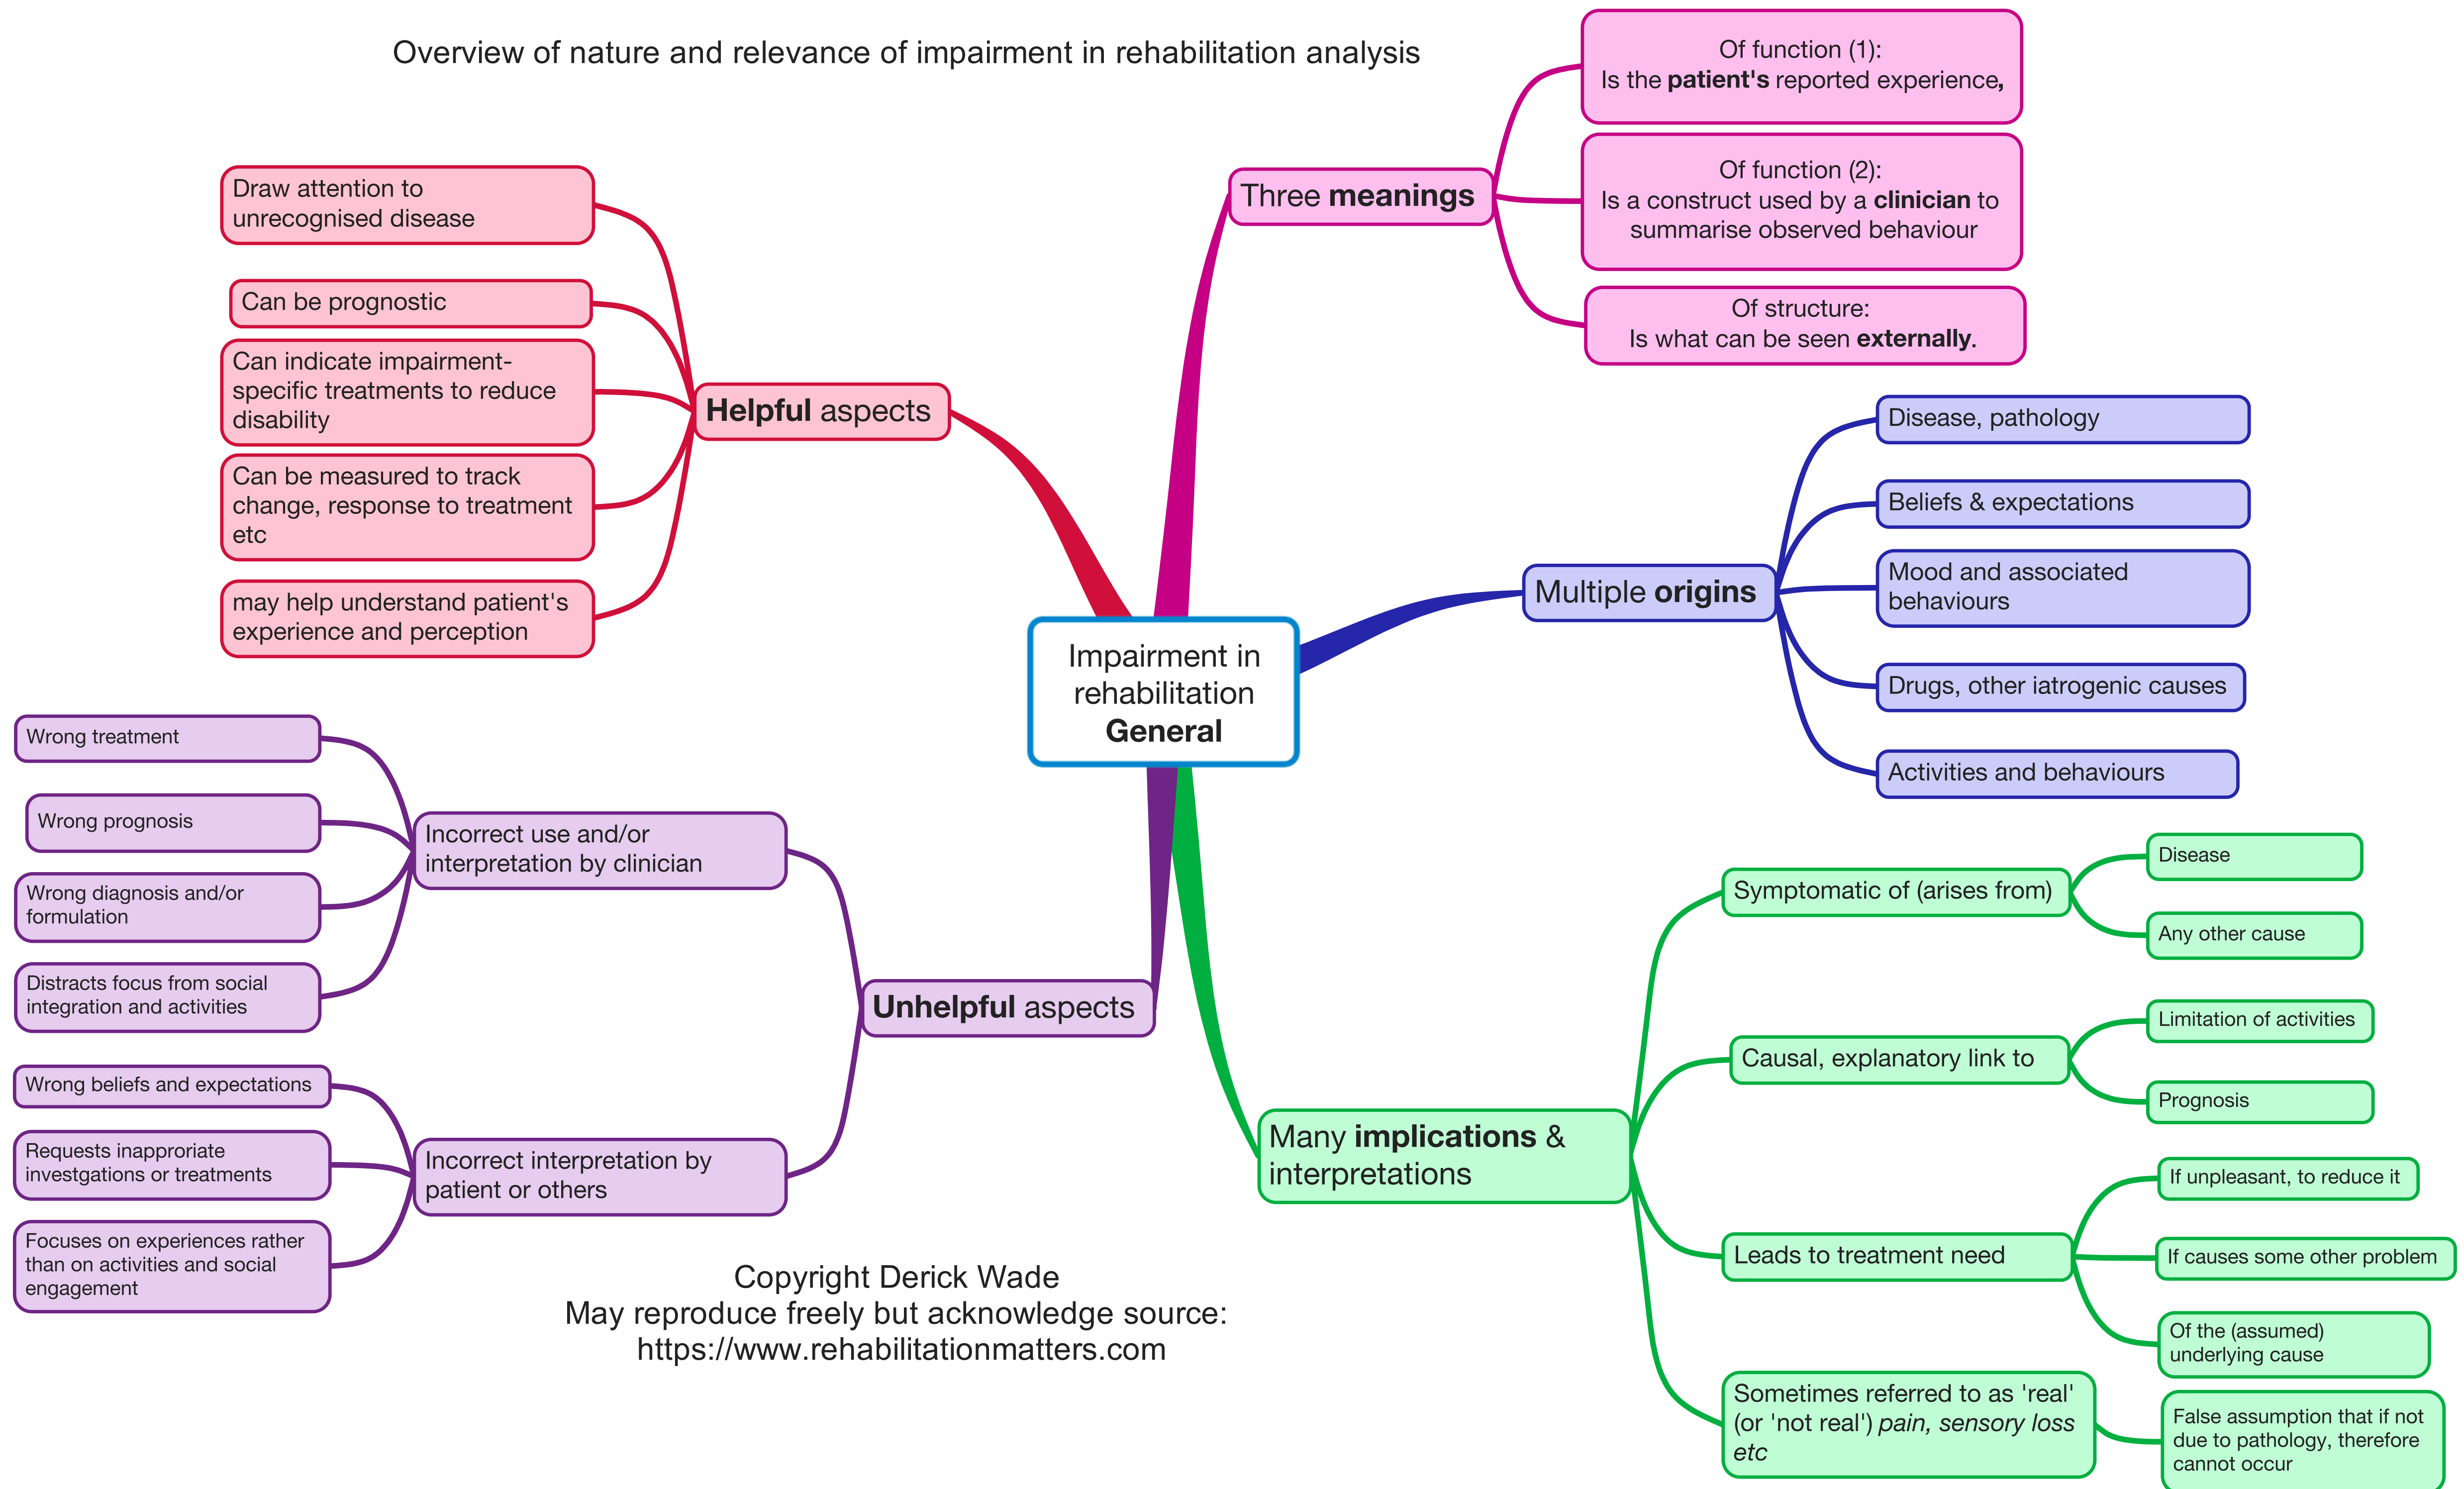 Overview of nature and relevance of impairment in rehabilitation analysis
Impairment in
rehabilitation
General
Three meanings
Of function (1):
Is the patient's reported experience,
Of function (2):
Is a construct used by a clinician to
summarise observed behaviour
Of structure:
Is what can be seen externally.
Multiple origins
Disease, pathology
Beliefs & expectations
Mood and associated
behaviours
Drugs, other iatrogenic causes
Activities and behaviours
Many implications &
interpretations
Symptomatic of (arises from)
Disease
Any other cause
Causal, explanatory link to
Limitation of activities
Prognosis
Leads to treatment need
If unpleasant, to reduce it
If causes some other problem
Of the (assumed)
underlying cause
Sometimes referred to as 'real'
(or 'not real') pain, sensory loss
etc
False assumption that if not
due to pathology, therefore
cannot occur
Helpful aspects
Draw attention to
unrecognised disease
Can be prognostic
Can indicate impairment-
specific treatments to reduce
disability
Can be measured to track
change, response to treatment
etc
may help understand patient's
experience and perception
Unhelpful aspects
Incorrect use and/or
interpretation by clinician
Wrong treatment
Wrong prognosis
Wrong diagnosis and/or
formulation
Distracts focus from social
integration and activities
Incorrect interpretation by
patient or others
Wrong beliefs and expectations
Requests inapproriate
investgations or treatments
Focuses on experiences rather
than on activities and social
engagement
Copyright Derick Wade
May reproduce freely but acknowledge source:
https://www.rehabilitationmatters.com